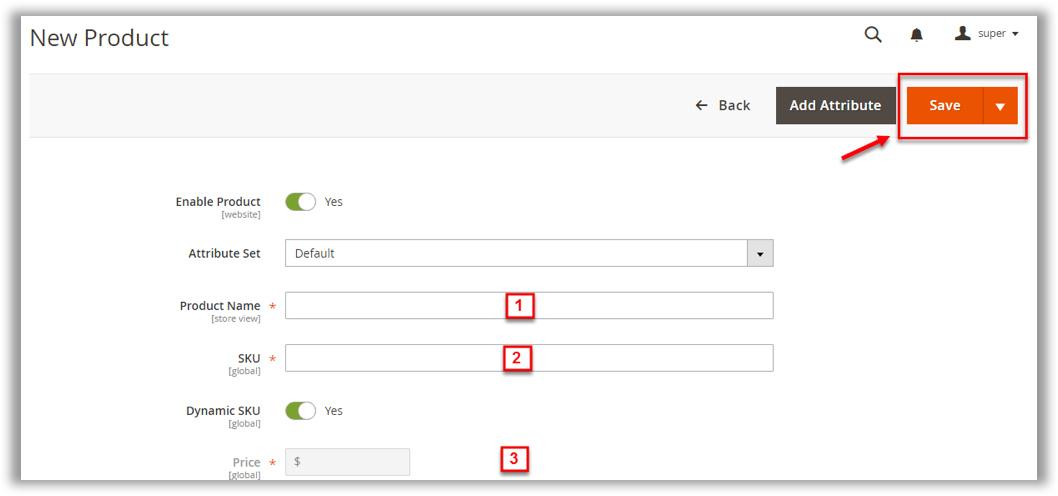 New Product
super
Back
Add Attribute
Save
Enable Product
Yes
[website]
Attribute Set
Default
Product Name *
1
[store view]
SKU *
2
[global]
Dynamic SKU
Yes
[global]
Price *
$
3
[global]